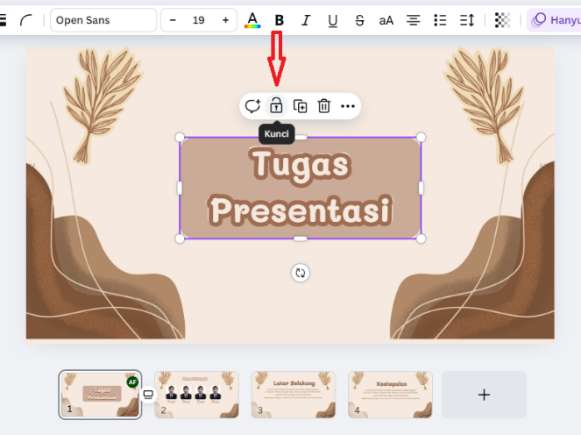 Open Sans
– 19 + A B I U S aA
Hanyu
Kunci
Tugas
Presentasi
AF
Tugas
Presentasi
1
2
Latar Belakang
3
Kesimpulan
4
+